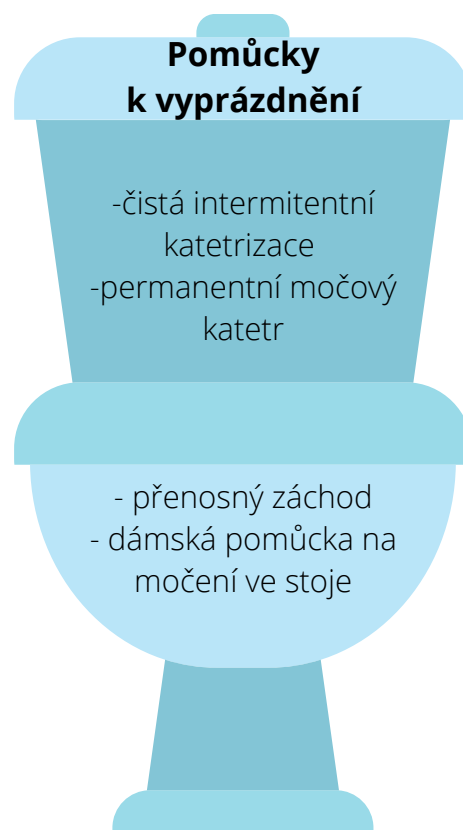 Pomůcky
k vyprázdnění
-čistá intermitentní
katetrizace
-permanentní močový
katetr
- přenosný záchod
- dámská pomůcka na
močení ve stoje